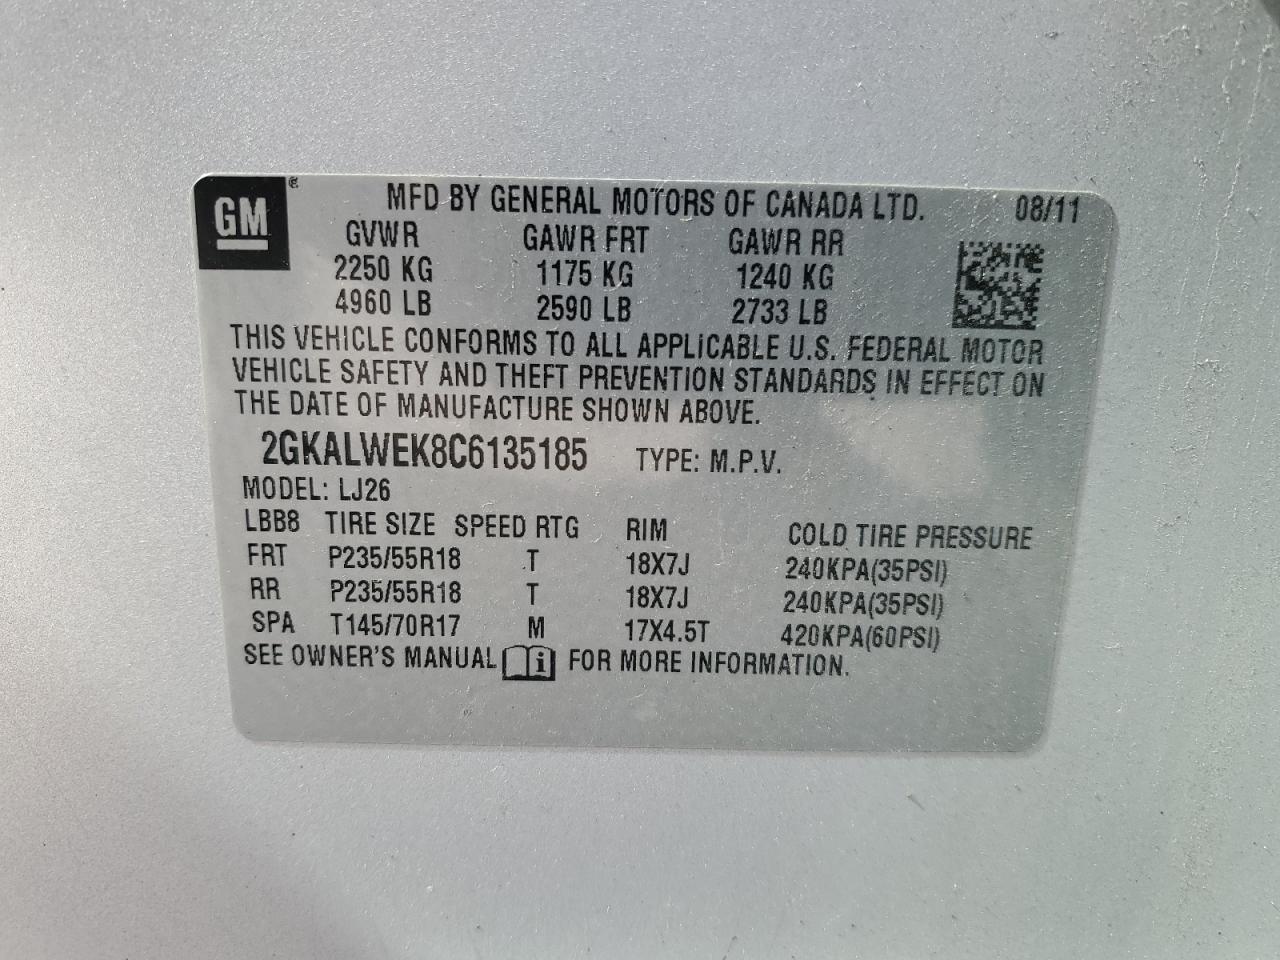 GM® MFD BY GENERAL MOTORS OF CANADA LTD. 08/11
GVWR GAWR FRT GAWR RR
2250 KG 1175 KG 1240 KG
4960 LB 2590 LB 2733 LB
THIS VEHICLE CONFORMS TO ALL APPLICABLE U.S. FEDERAL MOTOR
VEHICLE SAFETY AND THEFT PREVENTION STANDARDS IN EFFECT ON
THE DATE OF MANUFACTURE SHOWN ABOVE.
2GKALWEK8C6135185 TYPE: M.P.V.
MODEL: LJ26
LBB8 TIRE SIZE SPEED RTG RIM COLD TIRE PRESSURE
FRT P235/55R18 T 18X7J 240KPA(35PSI)
RR P235/55R18 T 18X7J 240KPA(35PSI)
SPA T145/70R17 M 17X4.5T 420KPA(60PSI)
SEE OWNER'S MANUAL i FOR MORE INFORMATION.